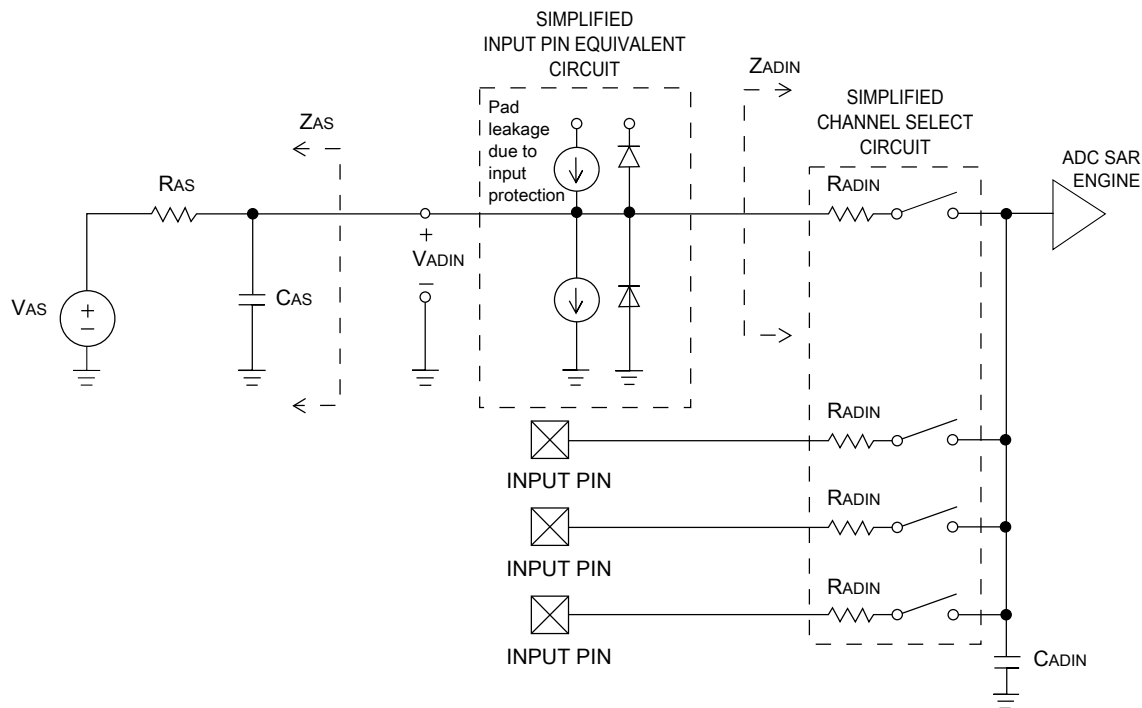 SIMPLIFIED
INPUT PIN EQUIVALENT
CIRCUIT
ZADIN
Pad
leakage
due to
input
protection
SIMPLIFIED
CHANNEL SELECT
CIRCUIT
ZAS
ADC SAR
ENGINE
RAS
RADIN
+
VADIN
−
CAS
VAS
+
−
RADIN
INPUT PIN
RADIN
INPUT PIN
RADIN
INPUT PIN
CADIN